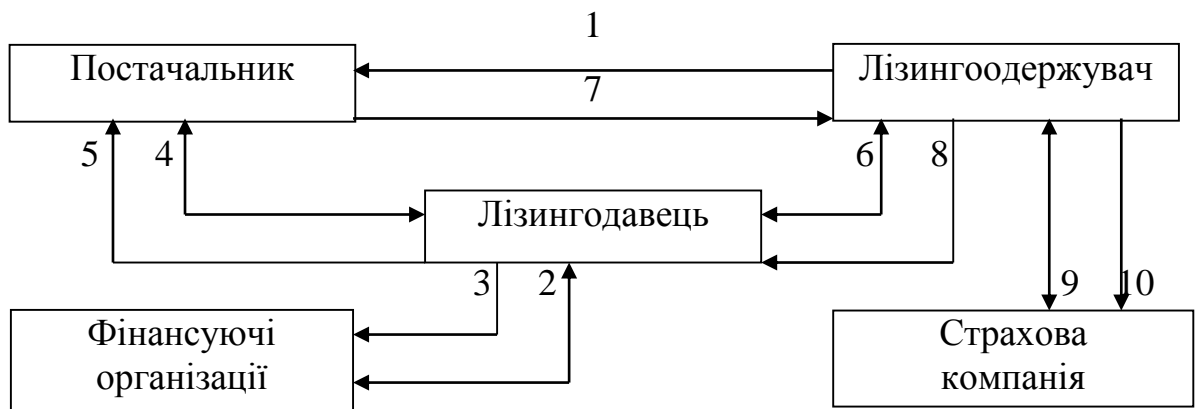 1
Постачальник
Лізингоодержувач
7
5
4
6
8
Лізингодавець
3
2
9
10
Фінансуючі
організації
Страхова
компанія